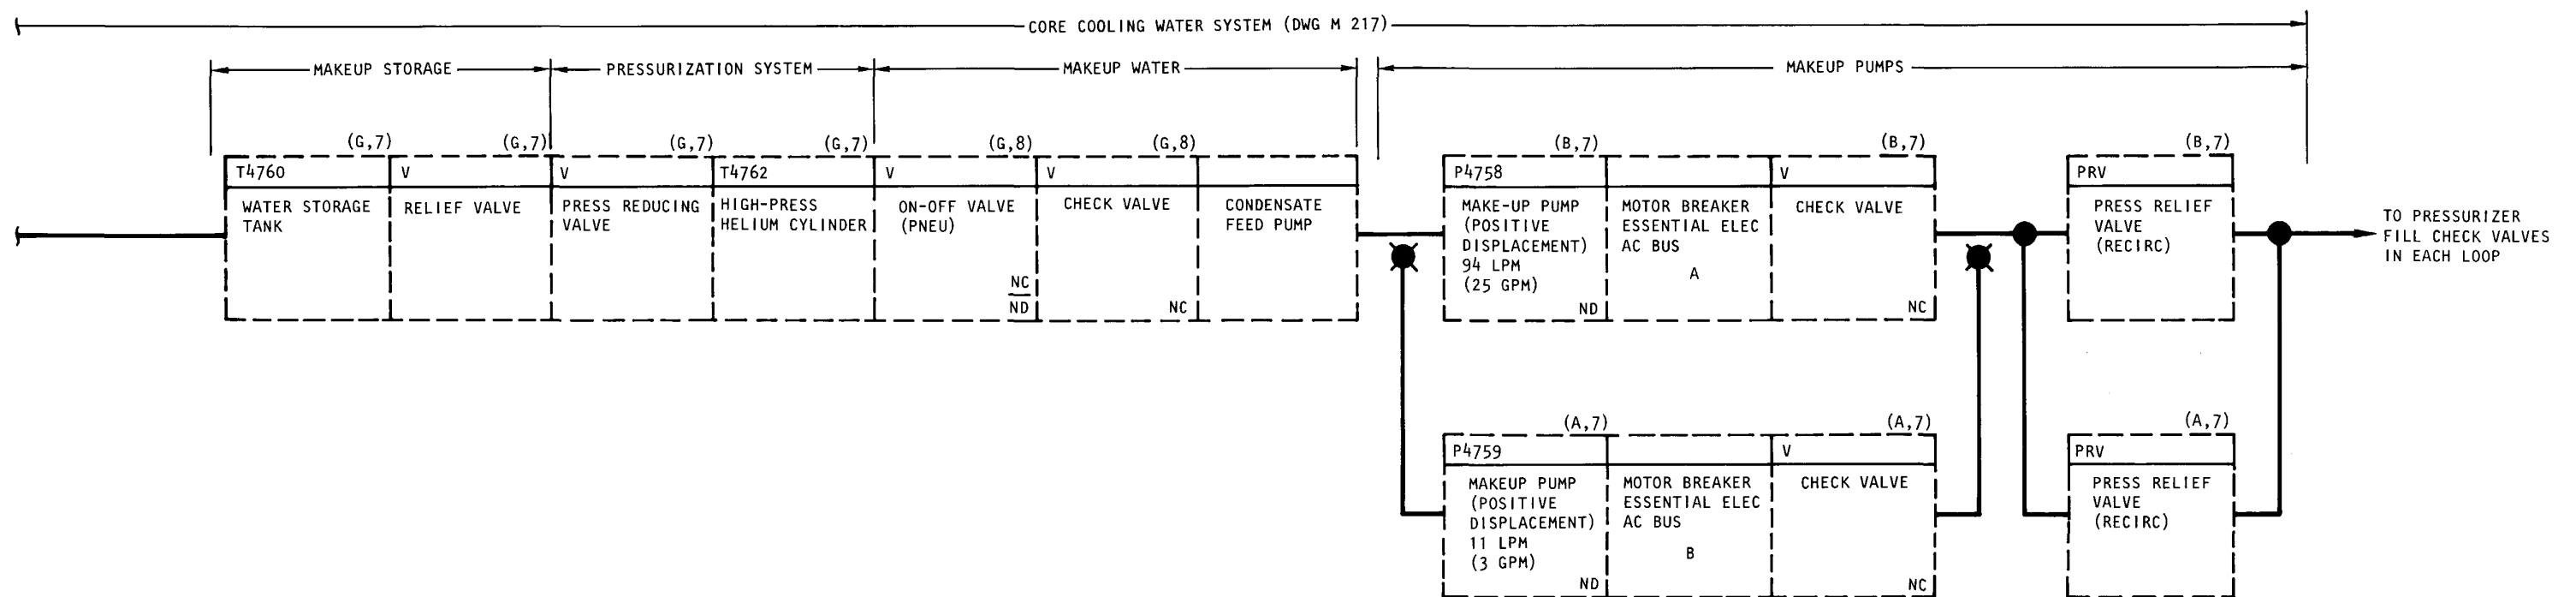 CORE COOLING WATER SYSTEM (DWG M 217)
MAKEUP STORAGE
PRESSURIZATION SYSTEM
MAKEUP WATER
MAKEUP PUMPS
(G,7)
T4760
WATER STORAGE
TANK
(G,7)
V
RELIEF VALVE
(G,7)
V
PRESS REDUCING
VALVE
(G,7)
T4762
HIGH-PRESS
HELIUM CYLINDER
(G,8)
V
ON-OFF VALVE
(PNEU)
NC
ND
(G,8)
V
CHECK VALVE
NC
CONDENSATE
FEED PUMP
(B,7)
P4758
MAKE-UP PUMP
(POSITIVE
DISPLACEMENT)
94 LPM
(25 GPM)
ND
MOTOR BREAKER
ESSENTIAL ELEC
AC BUS
A
(B,7)
V
CHECK VALVE
NC
(B,7)
PRV
PRESS RELIEF
VALVE
(RECIRC)
TO PRESSURIZER
FILL CHECK VALVES
IN EACH LOOP
(A,7)
P4759
MAKEUP PUMP
(POSITIVE
DISPLACEMENT)
11 LPM
(3 GPM)
ND
MOTOR BREAKER
ESSENTIAL ELEC
AC BUS
B
(A,7)
V
CHECK VALVE
NC
(A,7)
PRV
PRESS RELIEF
VALVE
(RECIRC)